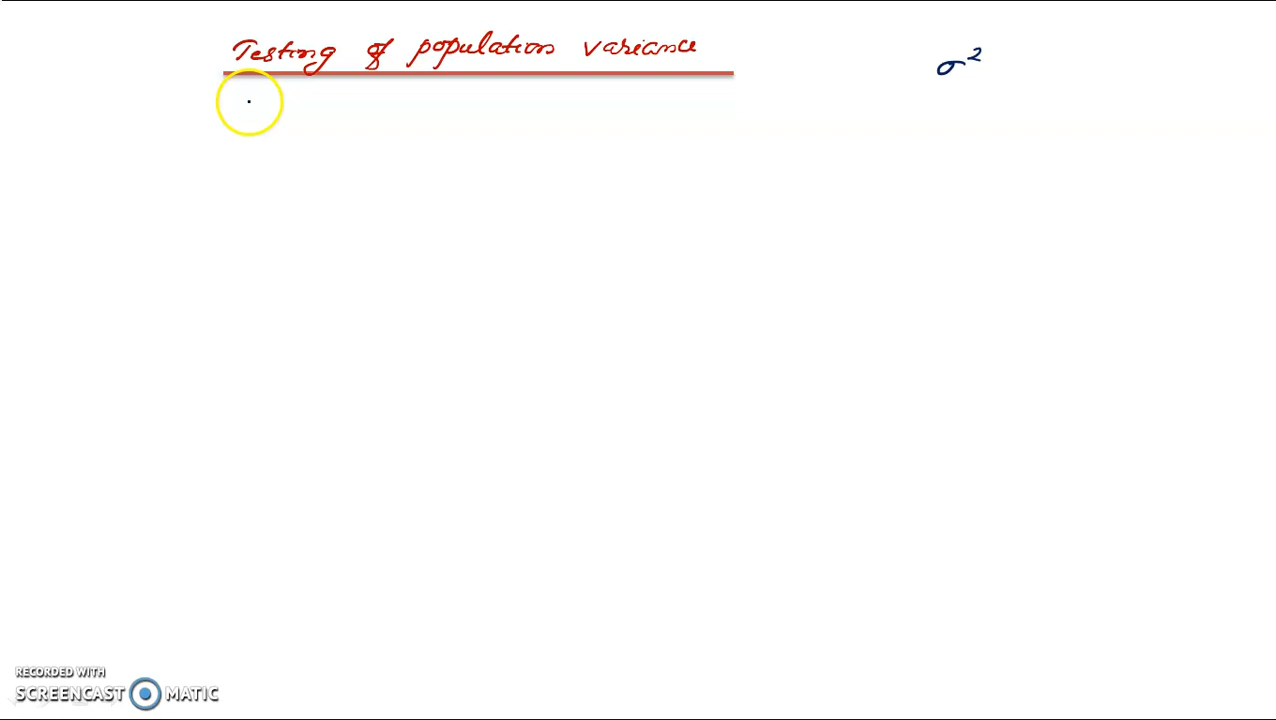 Testing of population variance
σ²
RECORDED WITH
SCREENCAST MATIC